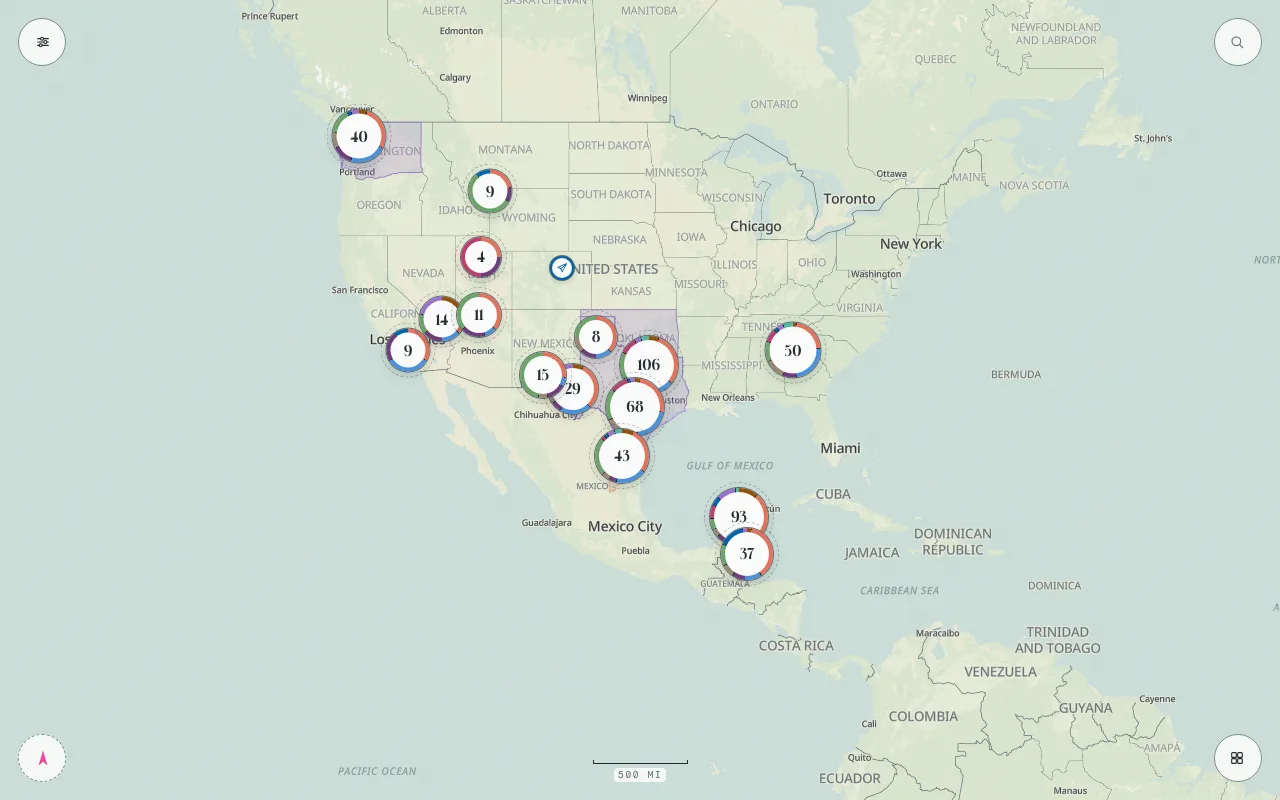 Prince Rupert
ALBERTA
SASKATCHEWAN
MANITOBA
Edmonton
NEWFOUNDLAND
AND LABRADOR
QUEBEC
Calgary
Winnipeg
ONTARIO
Vancouver
St. John's
40
MONTANA
NORTH DAKOTA
MINNESOTA
Ottawa
MAINE
NOVA SCOTIA
Portland
9
SOUTH DAKOTA
WISCONSIN
Toronto
OREGON
IDAHO
WYOMING
Chicago
New York
NEBRASKA
IOWA
4
ILLINOIS
OHIO
NEVADA
UNITED STATES
Washington
San Francisco
KANSAS
MISSOURI
VIRGINIA
14
11
8
50
9
Phoenix
106
MISSISSIPPI
BERMUDA
15
29
68
New Orleans
Chihuahua City
43
Miami
GULF OF MEXICO
MEXICO
CUBA
93
Guadalajara
Mexico City
DOMINICAN
REPUBLIC
Puebla
37
JAMAICA
GUATEMALA
CARIBBEAN SEA
DOMINICA
COSTA RICA
Maracaibo
TRINIDAD
AND TOBAGO
VENEZUELA
Cayenne
GUYANA
COLOMBIA
Cali
AMAPÁ
Quito
PACIFIC OCEAN
500 MI
ECUADOR
Manaus